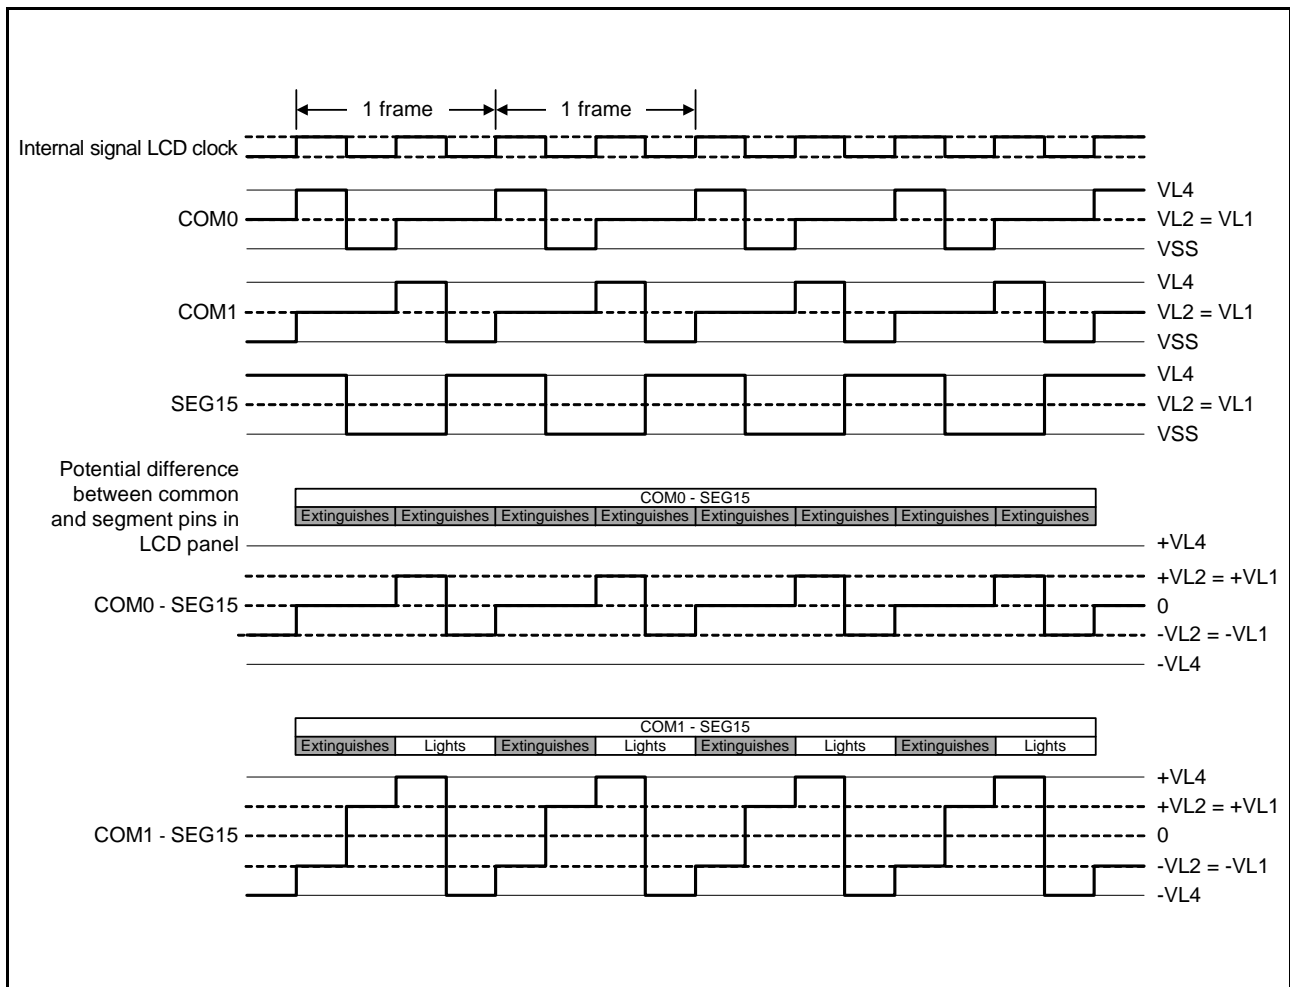 1 frame 1 frame
Internal signal LCD clock
VL4
COM0 VL2 = VL1
VSS
VL4
COM1 VL2 = VL1
VSS
VL4
SEG15 VL2 = VL1
VSS
Potential difference
between common
and segment pins in
LCD panel
COM0 - SEG15
Extinguishes Extinguishes Extinguishes Extinguishes Extinguishes Extinguishes Extinguishes Extinguishes
+VL4
+VL2 = +VL1
COM0 - SEG15 0
-VL2 = -VL1
-VL4
COM1 - SEG15
Extinguishes Lights Extinguishes Lights Extinguishes Lights Extinguishes Lights
+VL4
+VL2 = +VL1
COM1 - SEG15 0
-VL2 = -VL1
-VL4